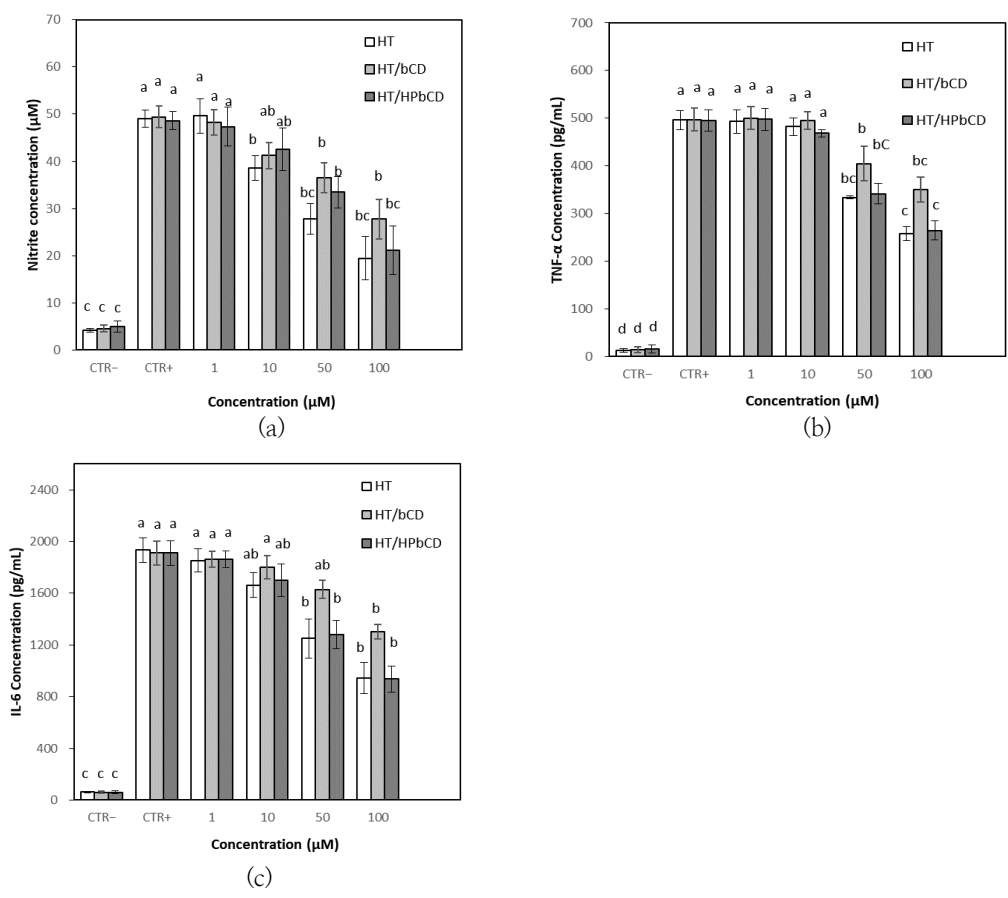 70
60
50
40
30
20
10
0
Nitrite concentration (µM)
HT
HT/bCD
HT/HPbCD
a a a
a a a
b ab ab
bc b b
bc b bc
c c c
CTR− CTR+ 1 10 50 100
Concentration (µM)
(a)
700
600
500
400
300
200
100
0
TNF-α Concentration (pg/mL)
HT
HT/bCD
HT/HPbCD
a a a
a a a
a a a
bc b bC
c bc c
d d d
CTR− CTR+ 1 10 50 100
Concentration (µM)
(b)
2400
2000
1600
1200
800
400
0
IL-6 Concentration (pg/mL)
HT
HT/bCD
HT/HPbCD
a a a
a a a
ab a ab
b ab b
b b b
c c c
CTR− CTR+ 1 10 50 100
Concentration (µM)
(c)